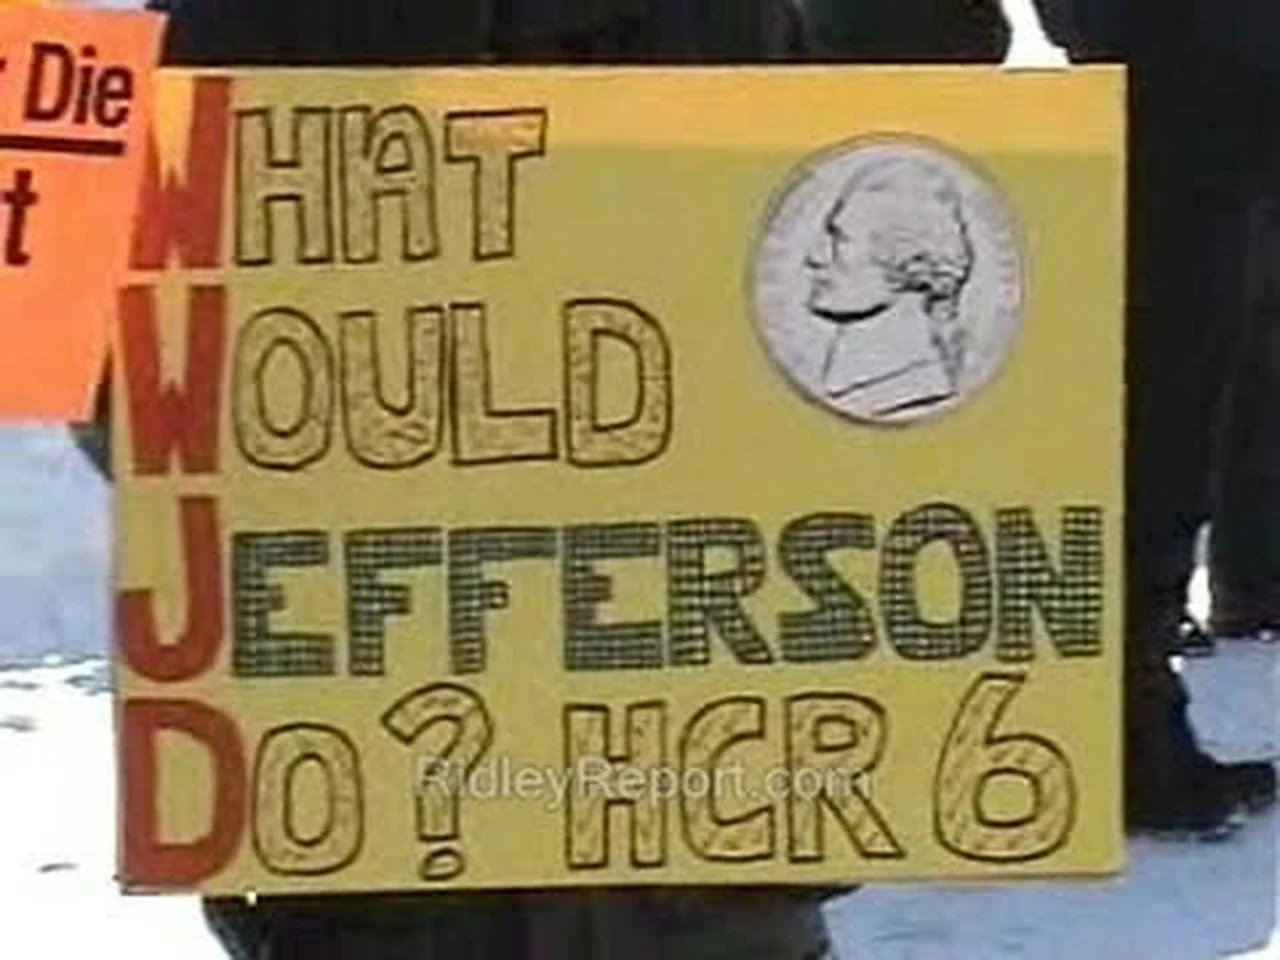 Die
t
WHAT
WOULD
JEFFERSON
DO? HCR 6
RidleyReport.com